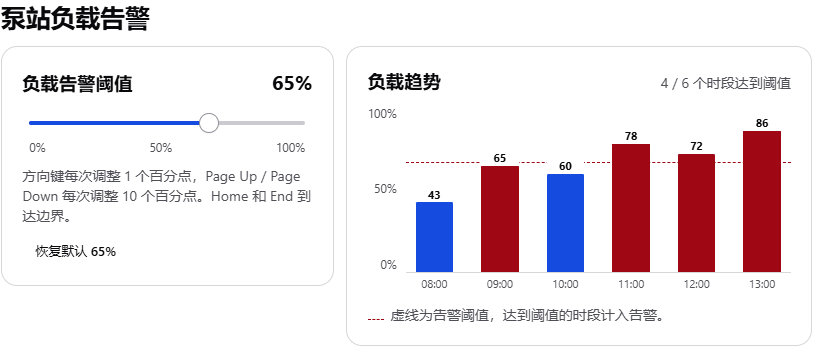 泵站负载告警
负载告警阈值
65%
0%
50%
100%
方向键每次调整 1 个百分点，Page Up / Page
Down 每次调整 10 个百分点。Home 和 End 到
达边界。
恢复默认 65%
负载趋势
4 / 6 个时段达到阈值
100%
50%
0%
43
65
60
78
72
86
08:00
09:00
10:00
11:00
12:00
13:00
虚线为告警阈值，达到阈值的时段计入告警。